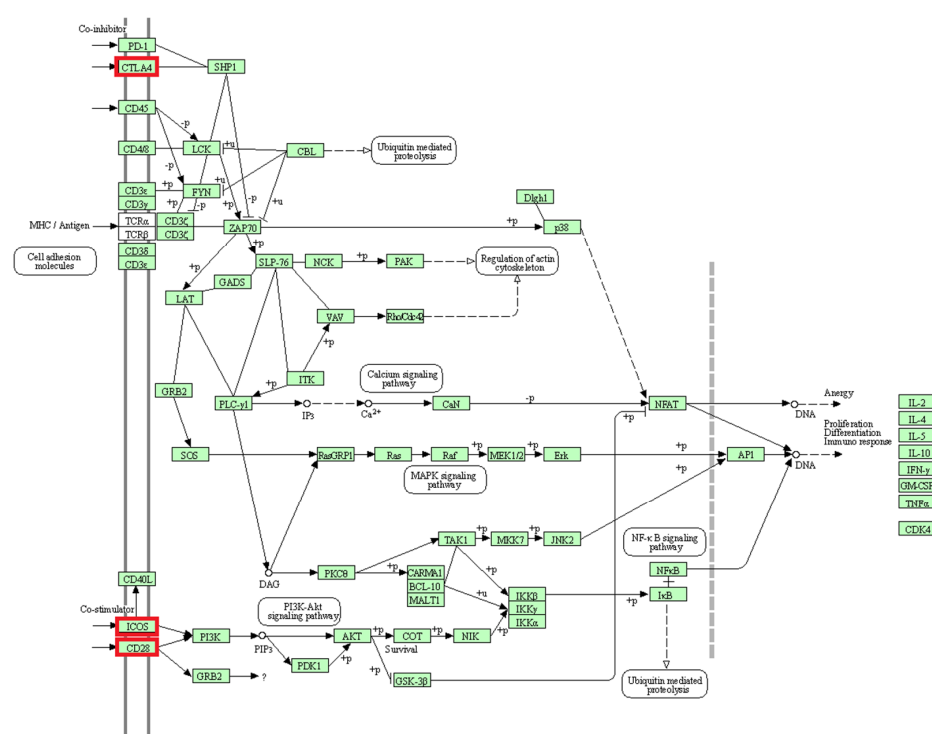 Co-inhibitor
PD-1
CTLA4
SHP1
CD45
-p
CD4/8
LCK
+u
CBL
Ubiquitin mediated
proteolysis
-p
+u
CD3ε
+p
FYN
-p
+u
Dlgh1
CD3γ
+p
-p
+p
MHC / Antigen
TCRα
CD3ζ
ZAP70
+p
p38
TCRβ
CD3ζ
Cell adhesion
molecules
CD3δ
CD3ε
+p
SLP-76
NCK
+p
PAK
Regulation of actin
cytoskeleton
+p
GADS
LAT
VAV
Rho/Cdc42
+p
ITK
Calcium signaling
pathway
GRB2
+p
PLC-γ1
IP3
Ca2+
CaN
-p
NFAT
+p
DNA
Anergy
Proliferation
Differentiation
Immuno response
IL-2
IL-4
IL-5
IL-10
IFN-γ
GM-CSF
TNFα
CDK4
SOS
RasGRP1
Ras
Raf
+p
MEK1/2
+p
Erk
+p
AP1
DNA
MAPK signaling
pathway
+p
TAK1
+p
MKK7
+p
JNK2
NF-κB signaling
pathway
DAG
PKCθ
+p
CARMA1
BCL-10
MALT1
+p
+u
IKKβ
IKKγ
IKKα
+p
NFκB
IκB
CD40L
Co-stimulator
PI3K-Akt
signaling pathway
ICOS
CD28
PI3K
PIP3
AKT
+p
COT
+p
NIK
+p
Survival
PDK1
+p
GRB2
?
+p
GSK-3β
Ubiquitin mediated
proteolysis